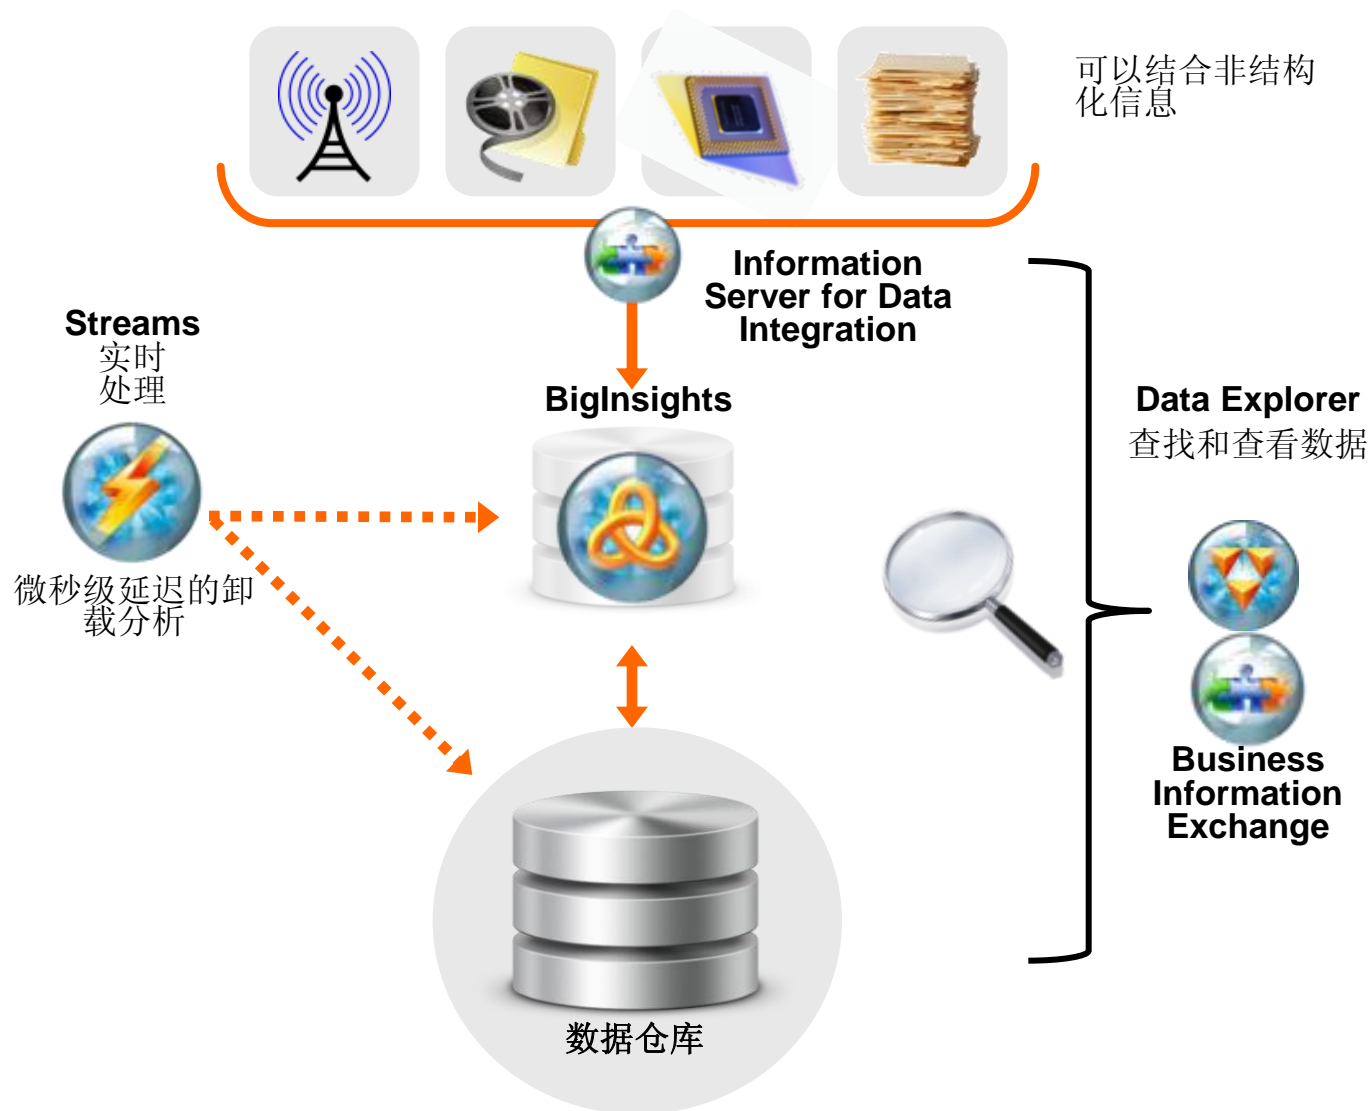 可以结合非结构
化信息
Information
Server for Data
Integration
Streams
实时
处理
BigInsights
Data Explorer
查找和查看数据
微秒级延迟的卸
载分析
Business
Information
Exchange
数据仓库